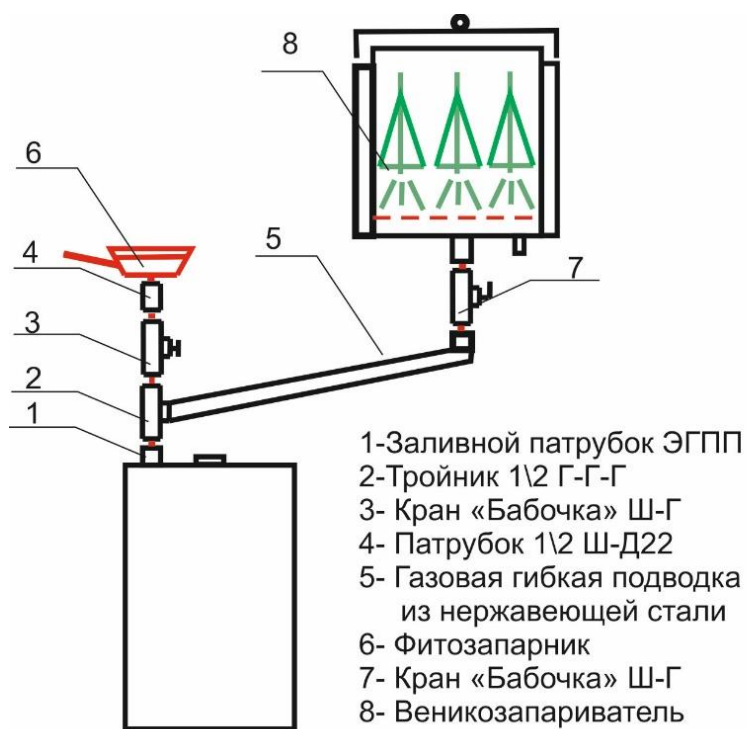 8
6
4
5
7
3
2
1
1-Заливной патрубок ЭГПП
2-Тройник 1\2 Г-Г-Г
3- Кран «Бабочка» Ш-Г
4- Патрубок 1\2 Ш-Д22
5- Газовая гибкая подводка
из нержавеющей стали
6- Фитозапарник
7- Кран «Бабочка» Ш-Г
8- Веникозапариватель